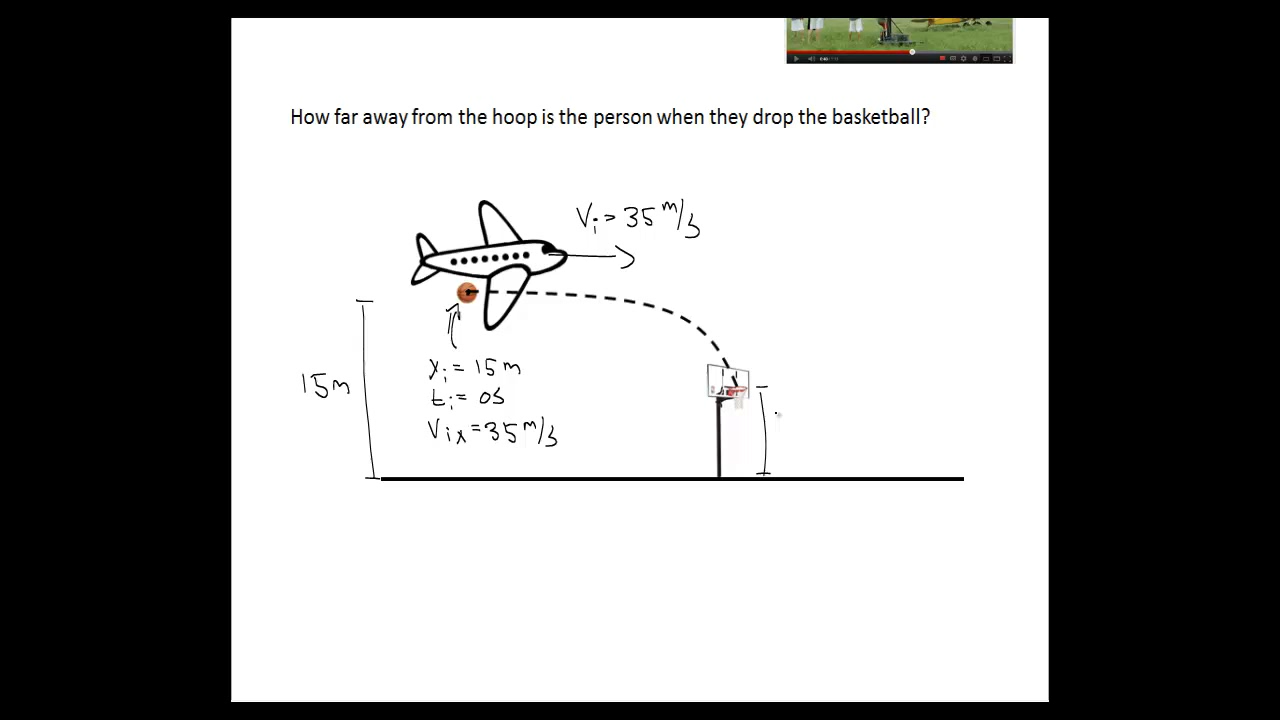 How far away from the hoop is the person when they drop the basketball?
Vi = 35 m/s
15m
yi = 15 m
ti = 0s
Vix = 35 m/s